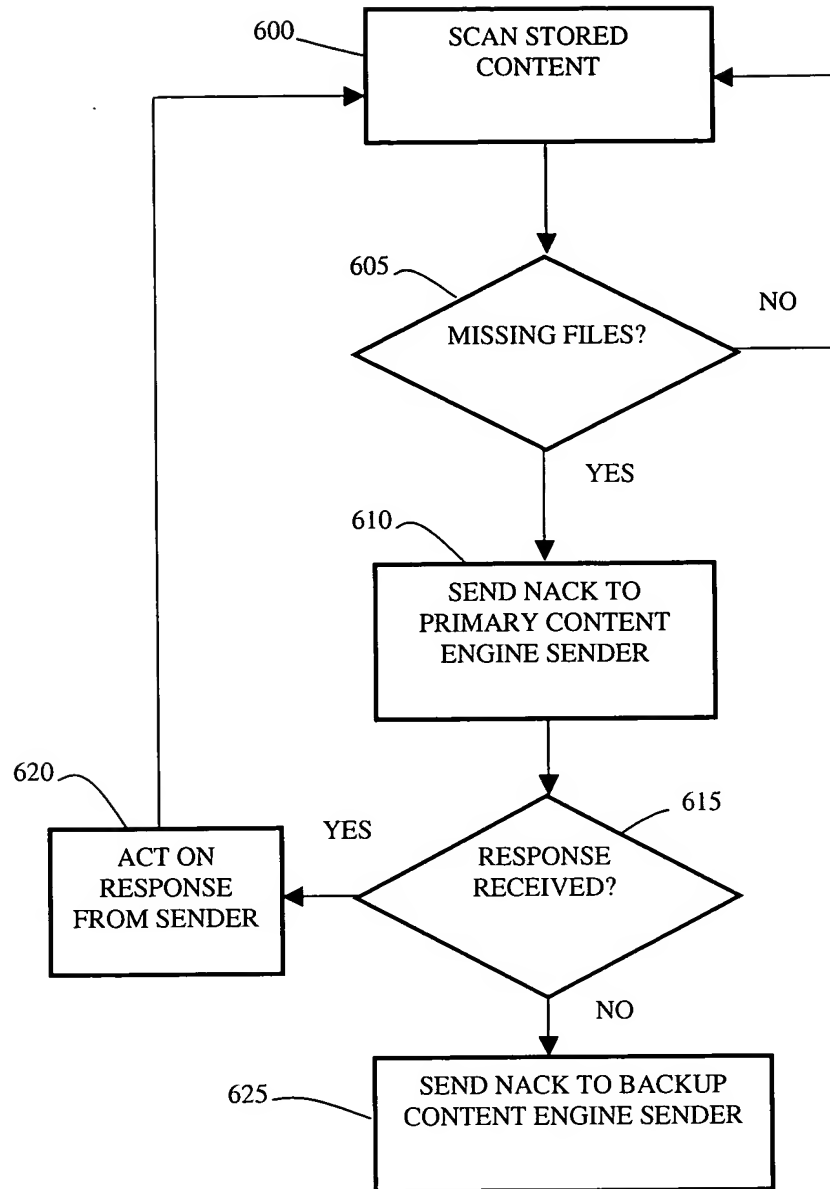 600
SCAN STORED
CONTENT
605
MISSING FILES?
NO
YES
610
SEND NACK TO
PRIMARY CONTENT
ENGINE SENDER
615
RESPONSE
RECEIVED?
YES
620
ACT ON
RESPONSE
FROM SENDER
NO
625
SEND NACK TO BACKUP
CONTENT ENGINE SENDER